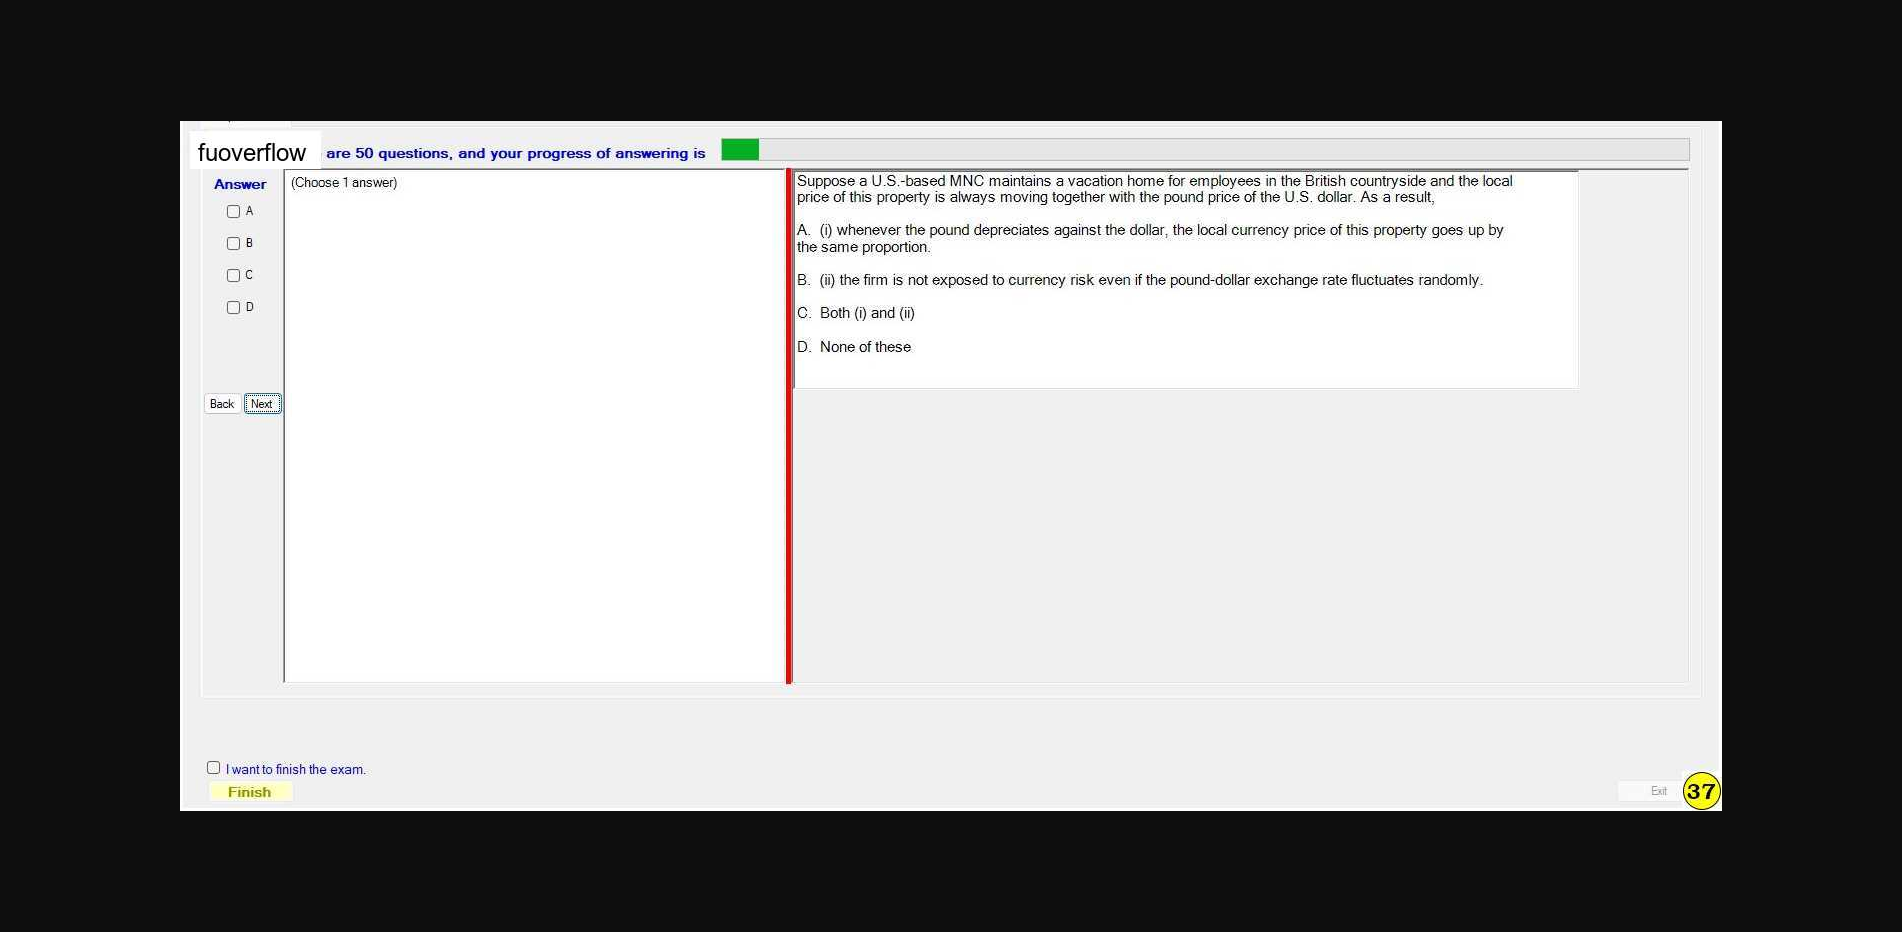 fuoverflow are 50 questions, and your progress of answering is
Answer
(Choose 1 answer)
A
B
C
D
Back Next
Suppose a U.S.-based MNC maintains a vacation home for employees in the British countryside and the local
price of this property is always moving together with the pound price of the U.S. dollar. As a result,
A. (i) whenever the pound depreciates against the dollar, the local currency price of this property goes up by
the same proportion.
B. (ii) the firm is not exposed to currency risk even if the pound-dollar exchange rate fluctuates randomly.
C. Both (i) and (ii)
D. None of these
I want to finish the exam.
Finish
Exit
37